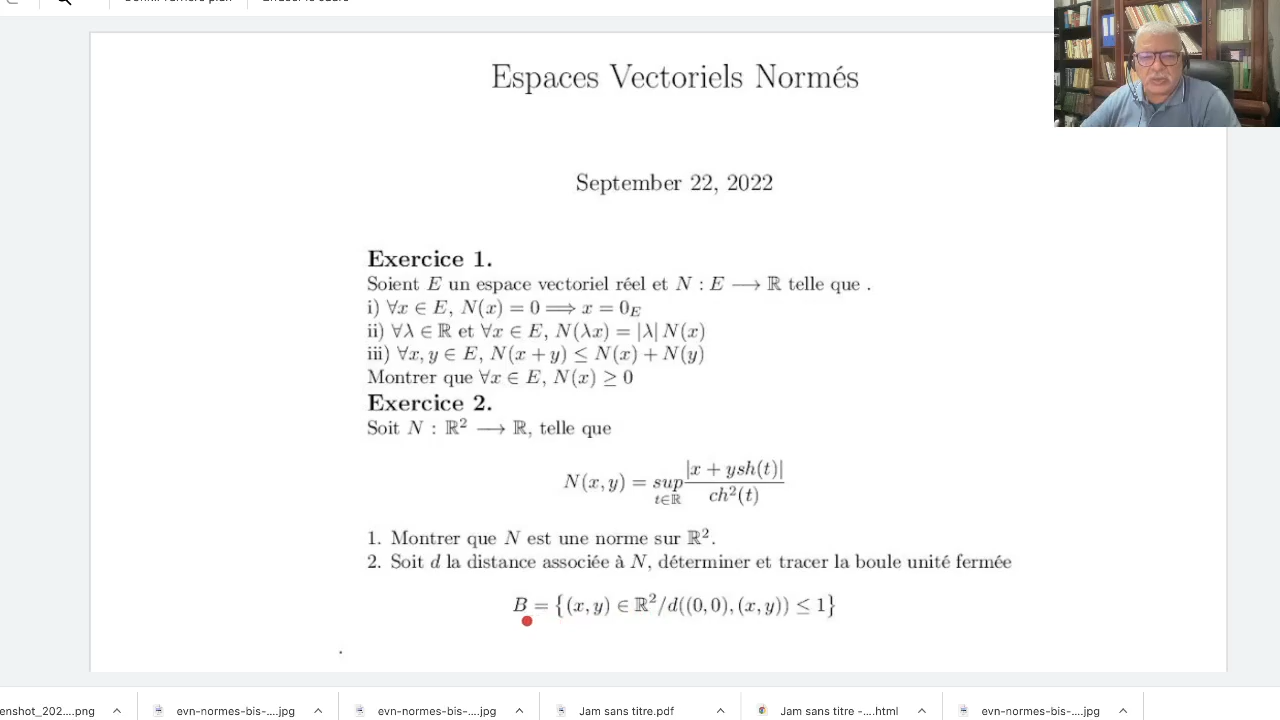 Espaces Vectoriels Normés
September 22, 2022
Exercice 1.
Soient E un espace vectoriel réel et N : E ⟶ ℝ telle que .
i) ∀x ∈ E, N(x) = 0 ⟹ x = 0_E
ii) ∀λ ∈ ℝ et ∀x ∈ E, N(λx) = |λ| N(x)
iii) ∀x, y ∈ E, N(x + y) ≤ N(x) + N(y)
Montrer que ∀x ∈ E, N(x) ≥ 0
Exercice 2.
Soit N : ℝ² ⟶ ℝ, telle que
N(x, y) = sup_{t∈ℝ} |x + ysh(t)| / ch²(t)
1. Montrer que N est une norme sur ℝ².
2. Soit d la distance associée à N, déterminer et tracer la boule unité fermée
B = {(x, y) ∈ ℝ²/d((0, 0), (x, y)) ≤ 1}
.
enshot_202....png evn-normes-bis-....jpg evn-normes-bis-....jpg Jam sans titre.pdf Jam sans titre -....html evn-normes-bis-....jpg